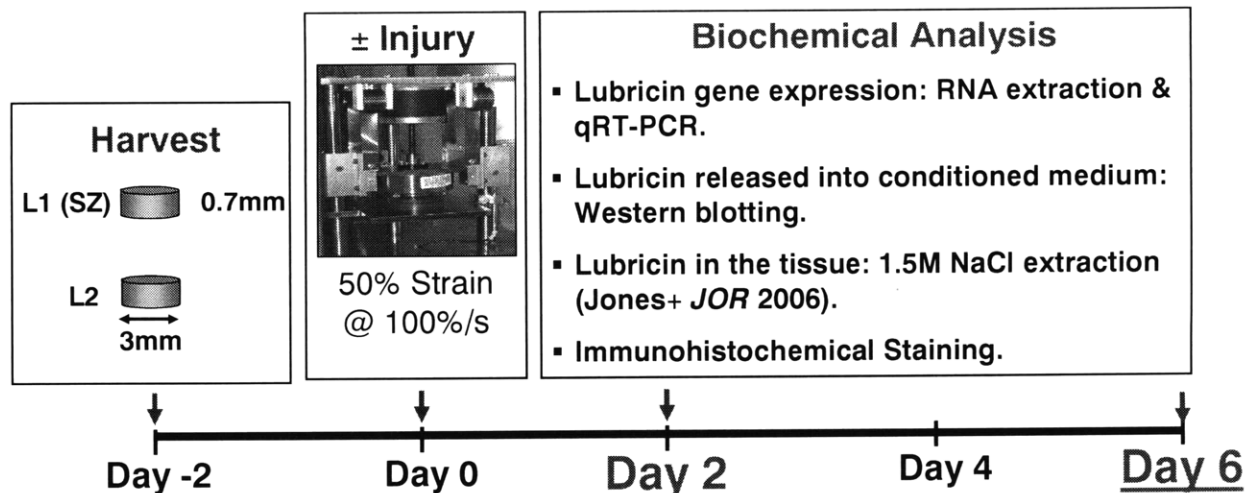 Harvest
L1 (SZ)
0.7mm
L2
3mm
± Injury
50% Strain
@ 100%/s
Biochemical Analysis
▪ Lubricin gene expression: RNA extraction &
qRT-PCR.
▪ Lubricin released into conditioned medium:
Western blotting.
▪ Lubricin in the tissue: 1.5M NaCl extraction
(Jones+ JOR 2006).
▪ Immunohistochemical Staining.
Day -2
Day 0
Day 2
Day 4
Day 6